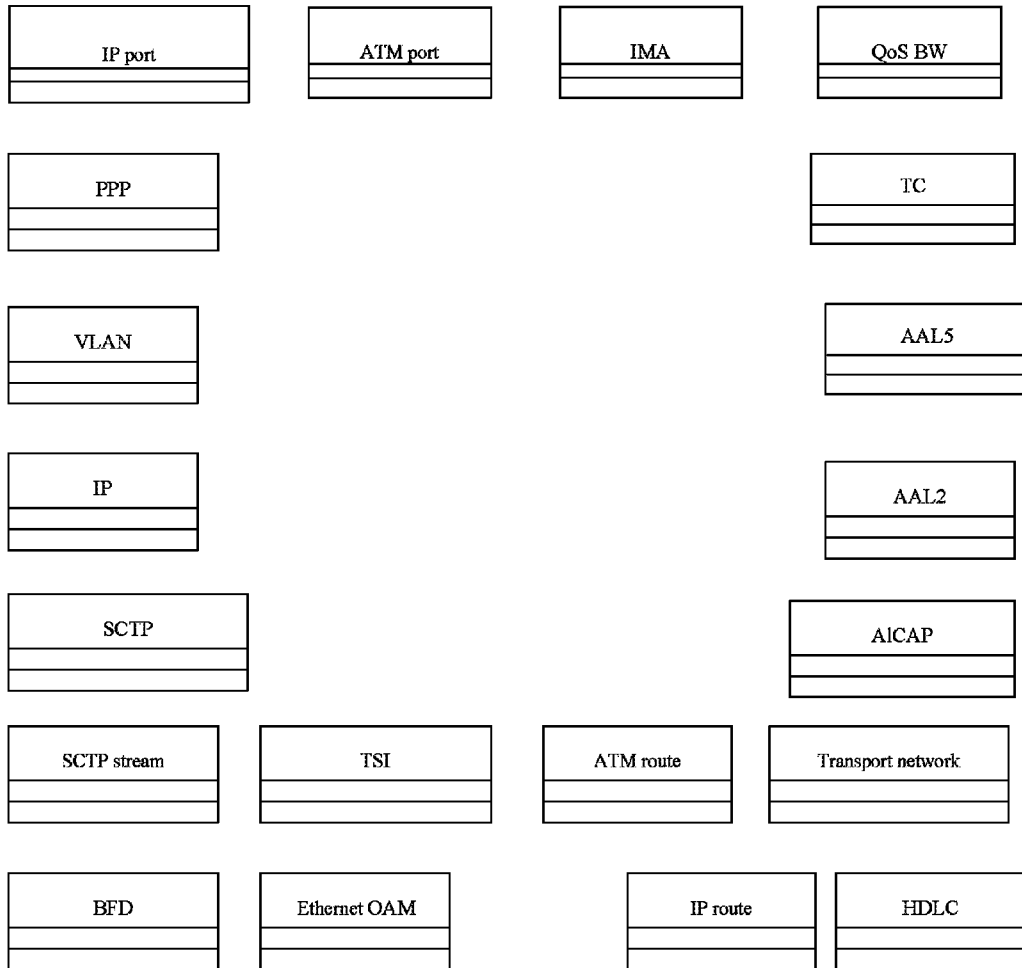 IP port
ATM port
IMA
QoS BW
PPP
TC
VLAN
AAL5
IP
AAL2
SCTP
AlCAP
SCTP stream
TSI
ATM route
Transport network
BFD
Ethernet OAM
IP route
HDLC